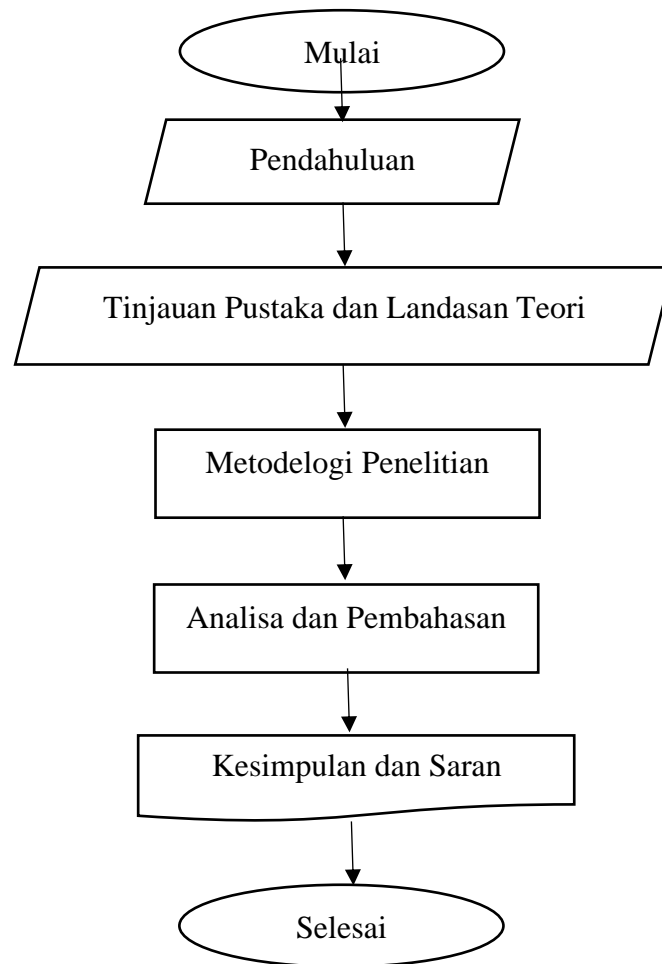 Mulai
Pendahuluan
Tinjauan Pustaka dan Landasan Teori
Metodelogi Penelitian
Analisa dan Pembahasan
Kesimpulan dan Saran
Selesai